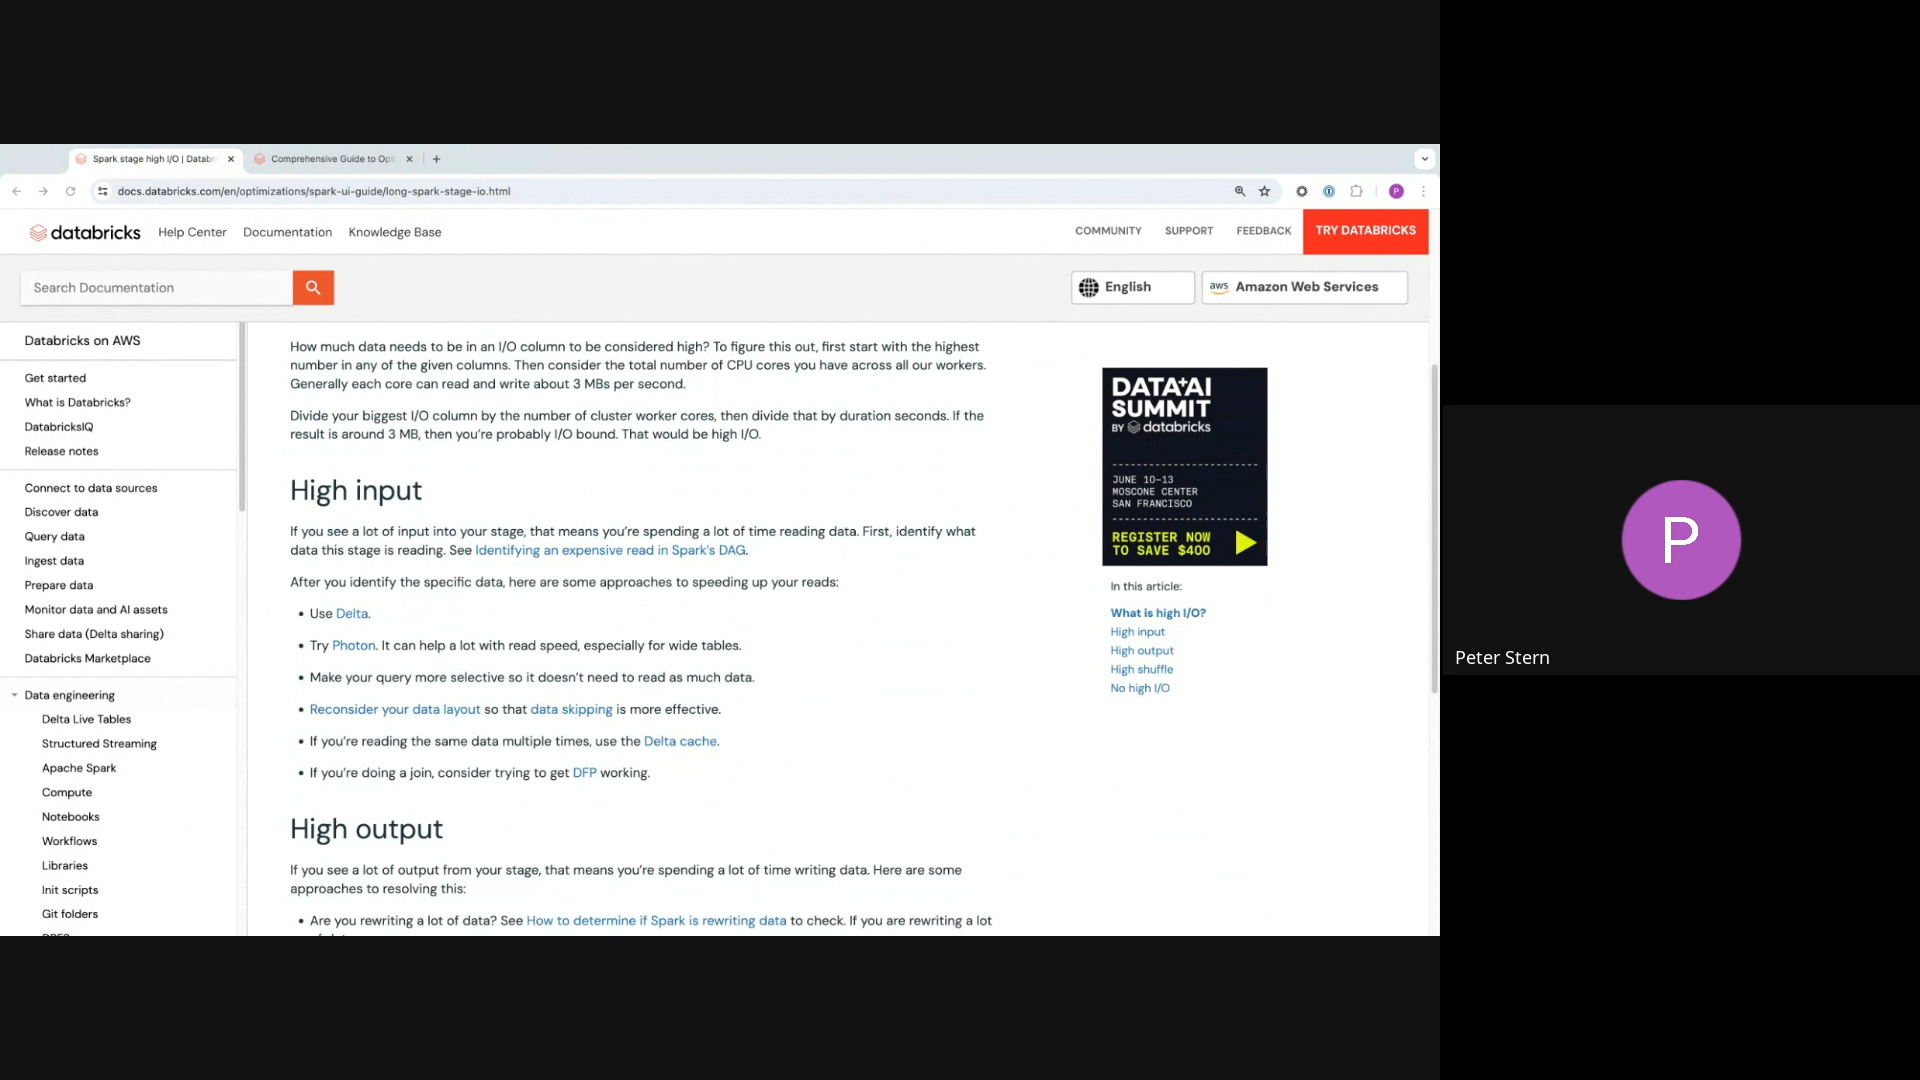 Spark stage high I/O | Databr
Comprehensive Guide to Opti
docs.databricks.com/en/optimizations/spark-ui-guide/long-spark-stage-io.html
P
databricks
Help Center
Documentation
Knowledge Base
COMMUNITY
SUPPORT
FEEDBACK
TRY DATABRICKS
Search Documentation
English
aws
Amazon Web Services
Databricks on AWS
Get started
What is Databricks?
DatabricksIQ
Release notes
Connect to data sources
Discover data
Query data
Ingest data
Prepare data
Monitor data and AI assets
Share data (Delta sharing)
Databricks Marketplace
Data engineering
Delta Live Tables
Structured Streaming
Apache Spark
Compute
Notebooks
Workflows
Libraries
Init scripts
Git folders
How much data needs to be in an I/O column to be considered high? To figure this out, first start with the highest
number in any of the given columns. Then consider the total number of CPU cores you have across all our workers.
Generally each core can read and write about 3 MBs per second.
Divide your biggest I/O column by the number of cluster worker cores, then divide that by duration seconds. If the
result is around 3 MB, then you're probably I/O bound. That would be high I/O.
High input
If you see a lot of input into your stage, that means you're spending a lot of time reading data. First, identify what
data this stage is reading. See Identifying an expensive read in Spark's DAG.
After you identify the specific data, here are some approaches to speeding up your reads:
• Use Delta.
• Try Photon. It can help a lot with read speed, especially for wide tables.
• Make your query more selective so it doesn't need to read as much data.
• Reconsider your data layout so that data skipping is more effective.
• If you're reading the same data multiple times, use the Delta cache.
• If you're doing a join, consider trying to get DFP working.
High output
If you see a lot of output from your stage, that means you're spending a lot of time writing data. Here are some
approaches to resolving this:
• Are you rewriting a lot of data? See How to determine if Spark is rewriting data to check. If you are rewriting a lot
DATA+AI
SUMMIT
BY databricks
JUNE 10–13
MOSCONE CENTER
SAN FRANCISCO
REGISTER NOW
TO SAVE $400
In this article:
What is high I/O?
High input
High output
High shuffle
No high I/O
P
Peter Stern